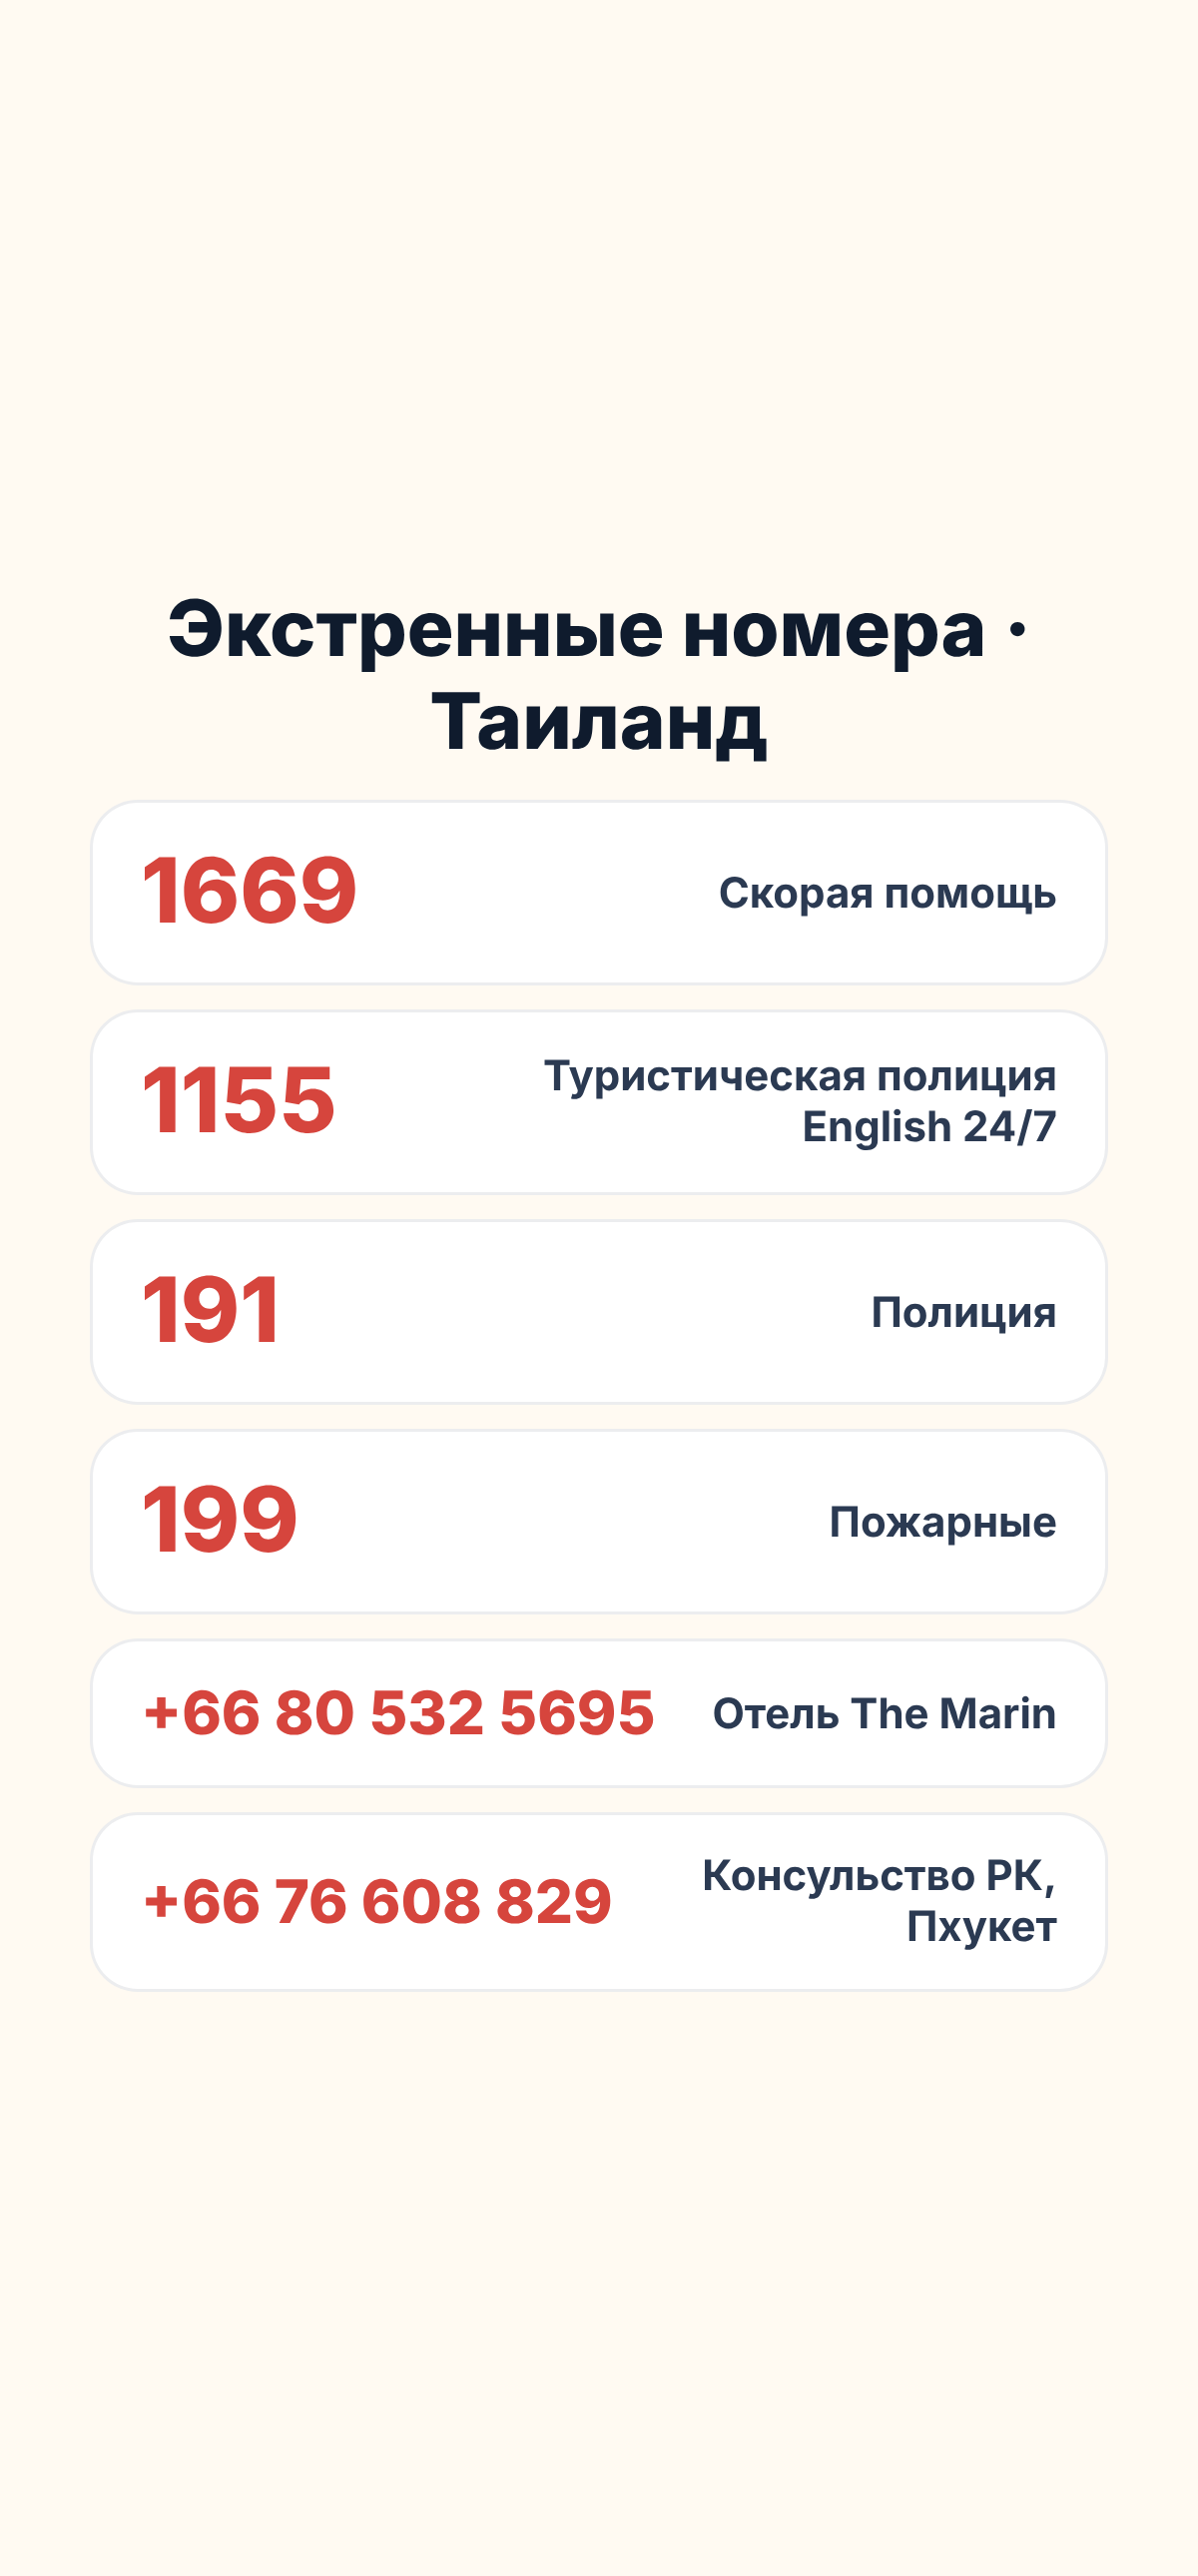 Экстренные номера ·
Таиланд
1669
Скорая помощь
1155
Туристическая полиция
English 24/7
191
Полиция
199
Пожарные
+66 80 532 5695
Отель The Marin
+66 76 608 829
Консульство РК,
Пхукет